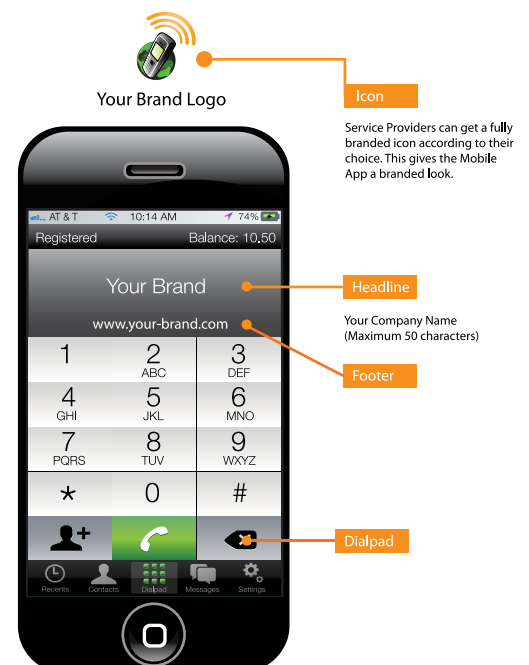 Your Brand Logo
Icon
Service Providers can get a fully
branded icon according to their
choice. This gives the Mobile
App a branded look.
AT & T 10:14 AM 74%
Registered Balance: 10.50
Your Brand
Headline
www.your-brand.com
Your Company Name
(Maximum 50 characters)
Footer
1 2 3
ABC DEF
4 5 6
GHI JKL MNO
7 8 9
PQRS TUV WXYZ
* 0 #
Dialpad
Recents Contacts Dialpad Messages Settings